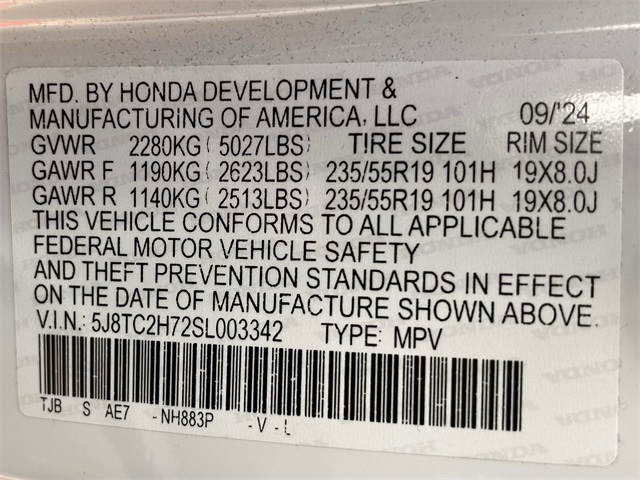 MFD. BY HONDA DEVELOPMENT &
MANUFACTURING OF AMERICA, LLC 09/'24
GVWR 2280KG( 5027LBS) TIRE SIZE RIM SIZE
GAWR F 1190KG( 2623LBS) 235/55R19 101H 19X8.0J
GAWR R 1140KG( 2513LBS) 235/55R19 101H 19X8.0J
THIS VEHICLE CONFORMS TO ALL APPLICABLE
FEDERAL MOTOR VEHICLE SAFETY
AND THEFT PREVENTION STANDARDS IN EFFECT
ON THE DATE OF MANUFACTURE SHOWN ABOVE.
V.I.N.: 5J8TC2H72SL003342 TYPE: MPV
TJB S AE7 -NH883P -V-L